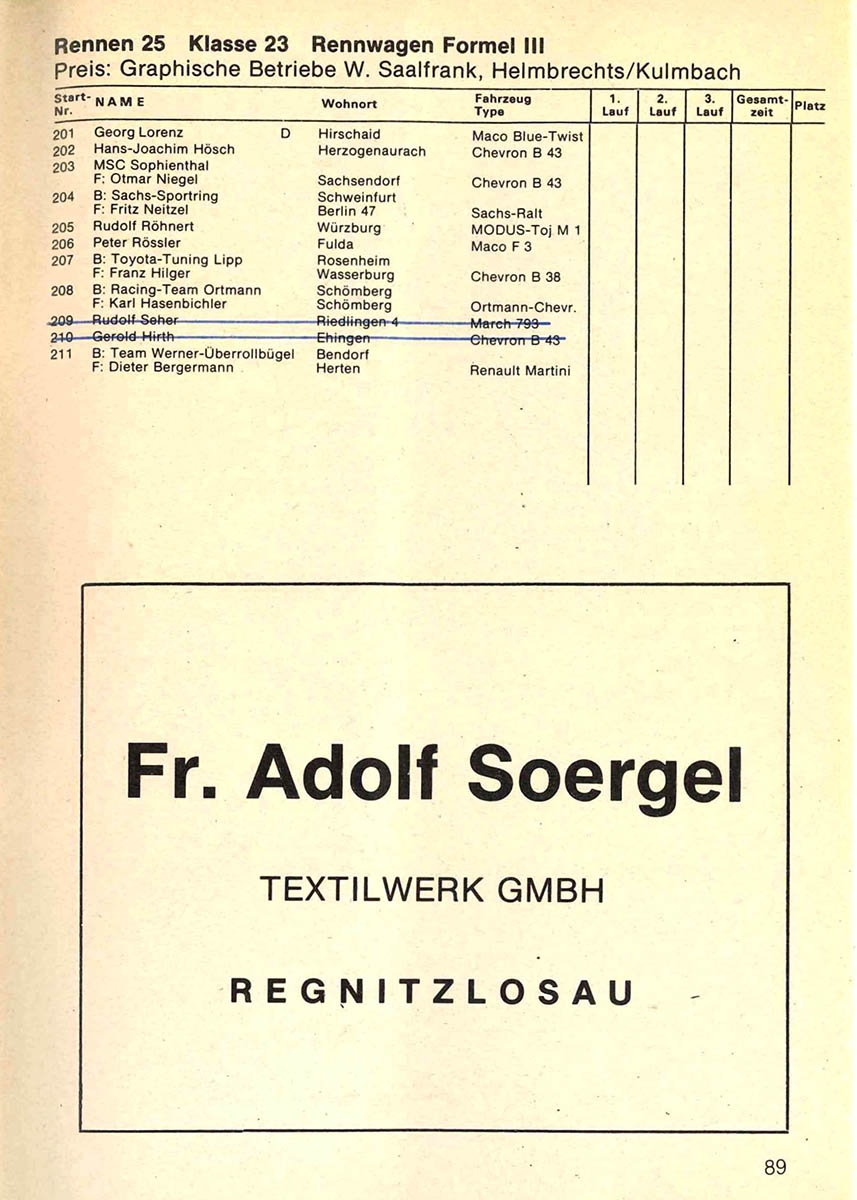 Rennen 25 Klasse 23 Rennwagen Formel III
Preis: Graphische Betriebe W. Saalfrank, Helmbrechts/Kulmbach
Start-Nr. NAME Wohnort Fahrzeug Type 1. Lauf 2. Lauf 3. Lauf Gesamt-zeit Platz
201 Georg Lorenz D Hirschaid Maco Blue-Twist
202 Hans-Joachim Hösch Herzogenaurach Chevron B 43
203 MSC Sophienthal
F: Otmar Niegel Sachsendorf Chevron B 43
204 B: Sachs-Sportring Schweinfurt
F: Fritz Neitzel Berlin 47 Sachs-Ralt
205 Rudolf Röhnert Würzburg MODUS-Toj M 1
206 Peter Rössler Fulda Maco F 3
207 B: Toyota-Tuning Lipp Rosenheim
F: Franz Hilger Wasserburg Chevron B 38
208 B: Racing-Team Ortmann Schömberg
F: Karl Hasenbichler Schömberg Ortmann-Chevr.
209 Rudolf Seher Riedlingen 4 March 793
210 Gerold Hirth Ehingen Chevron B 43
211 B: Team Werner-Überrollbügel Bendorf
F: Dieter Bergermann Herten Renault Martini
Fr. Adolf Soergel
TEXTILWERK GMBH
REGNITZLOSAU
89